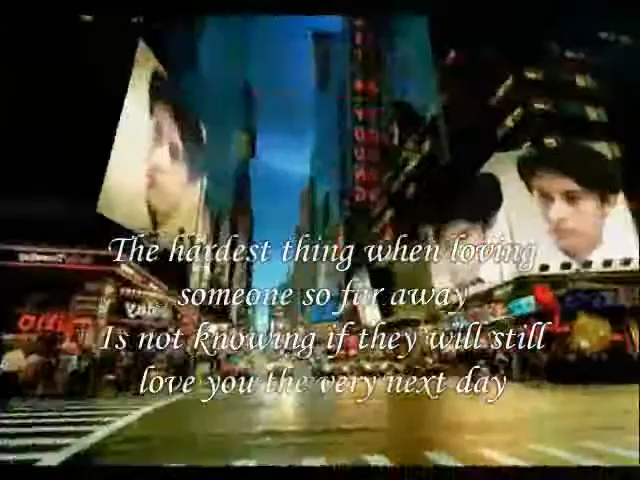 The hardest thing when loving
someone so far away
Is not knowing if they will still
love you the very next day